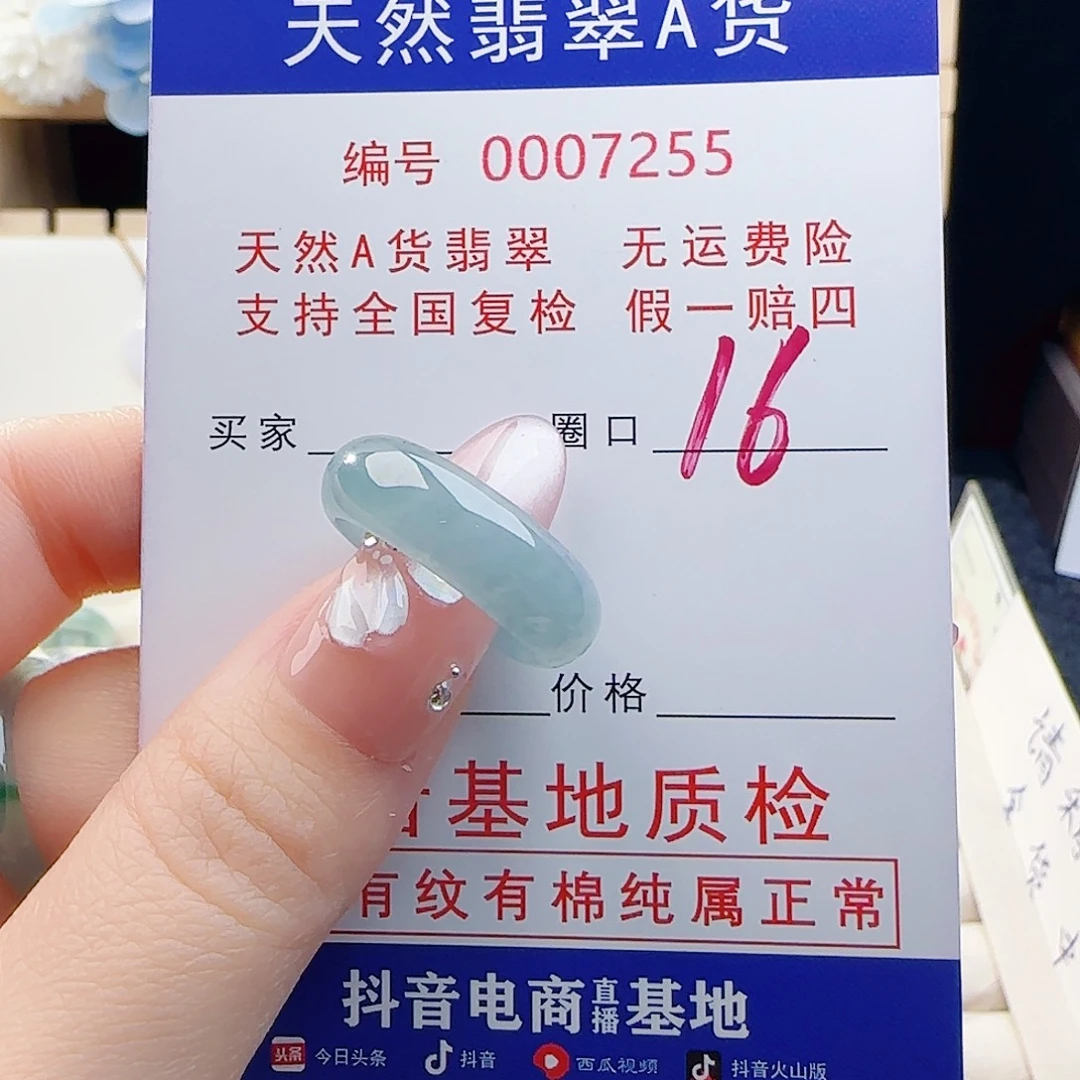 天然翡翠A货
编号 0007255
天然A货翡翠 无运费险
支持全国复检 假一赔四
买家 圈口 16
价格
基地质检
有纹有棉纯属正常
抖音电商直播基地
头条 今日头条 抖音 西瓜视频 抖音火山版
请